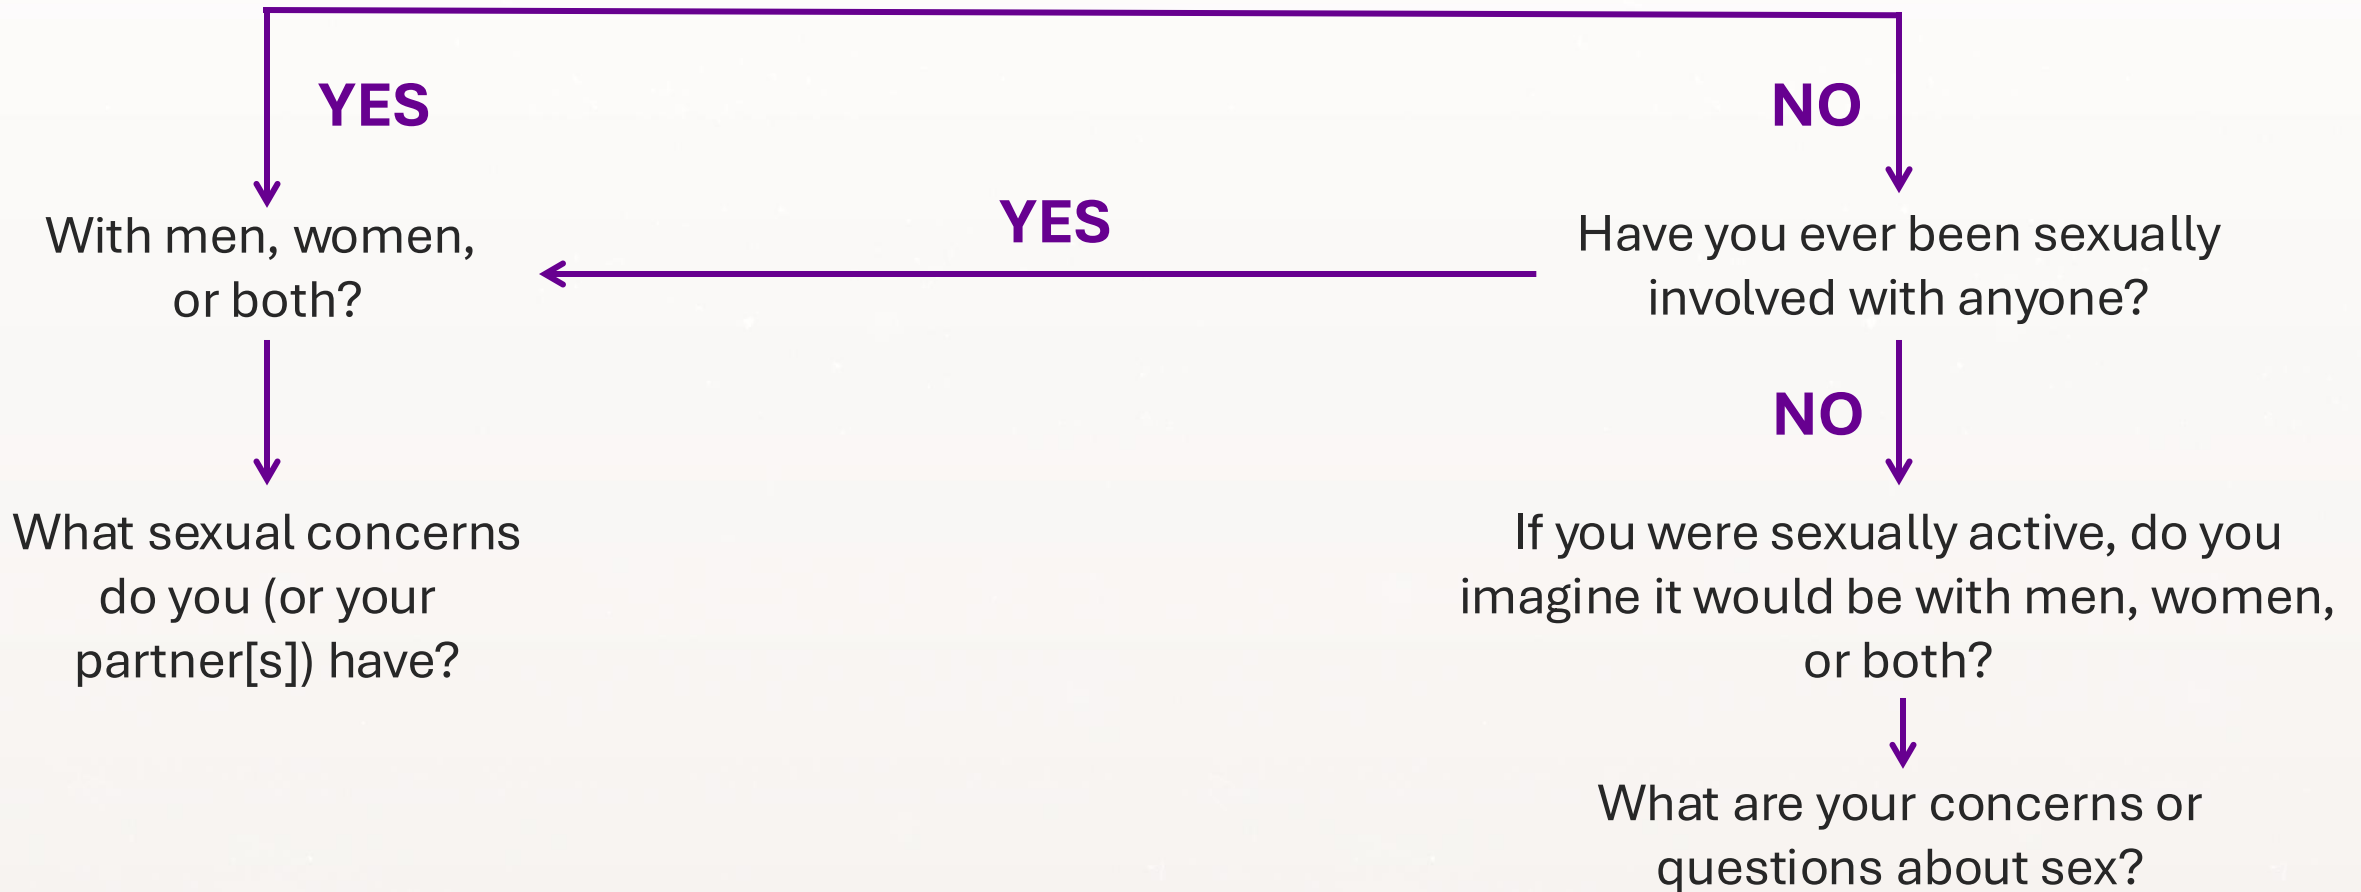 YES
NO
With men, women,
or both?
YES
Have you ever been sexually
involved with anyone?
NO
What sexual concerns
do you (or your
partner[s]) have?
If you were sexually active, do you
imagine it would be with men, women,
or both?
What are your concerns or
questions about sex?